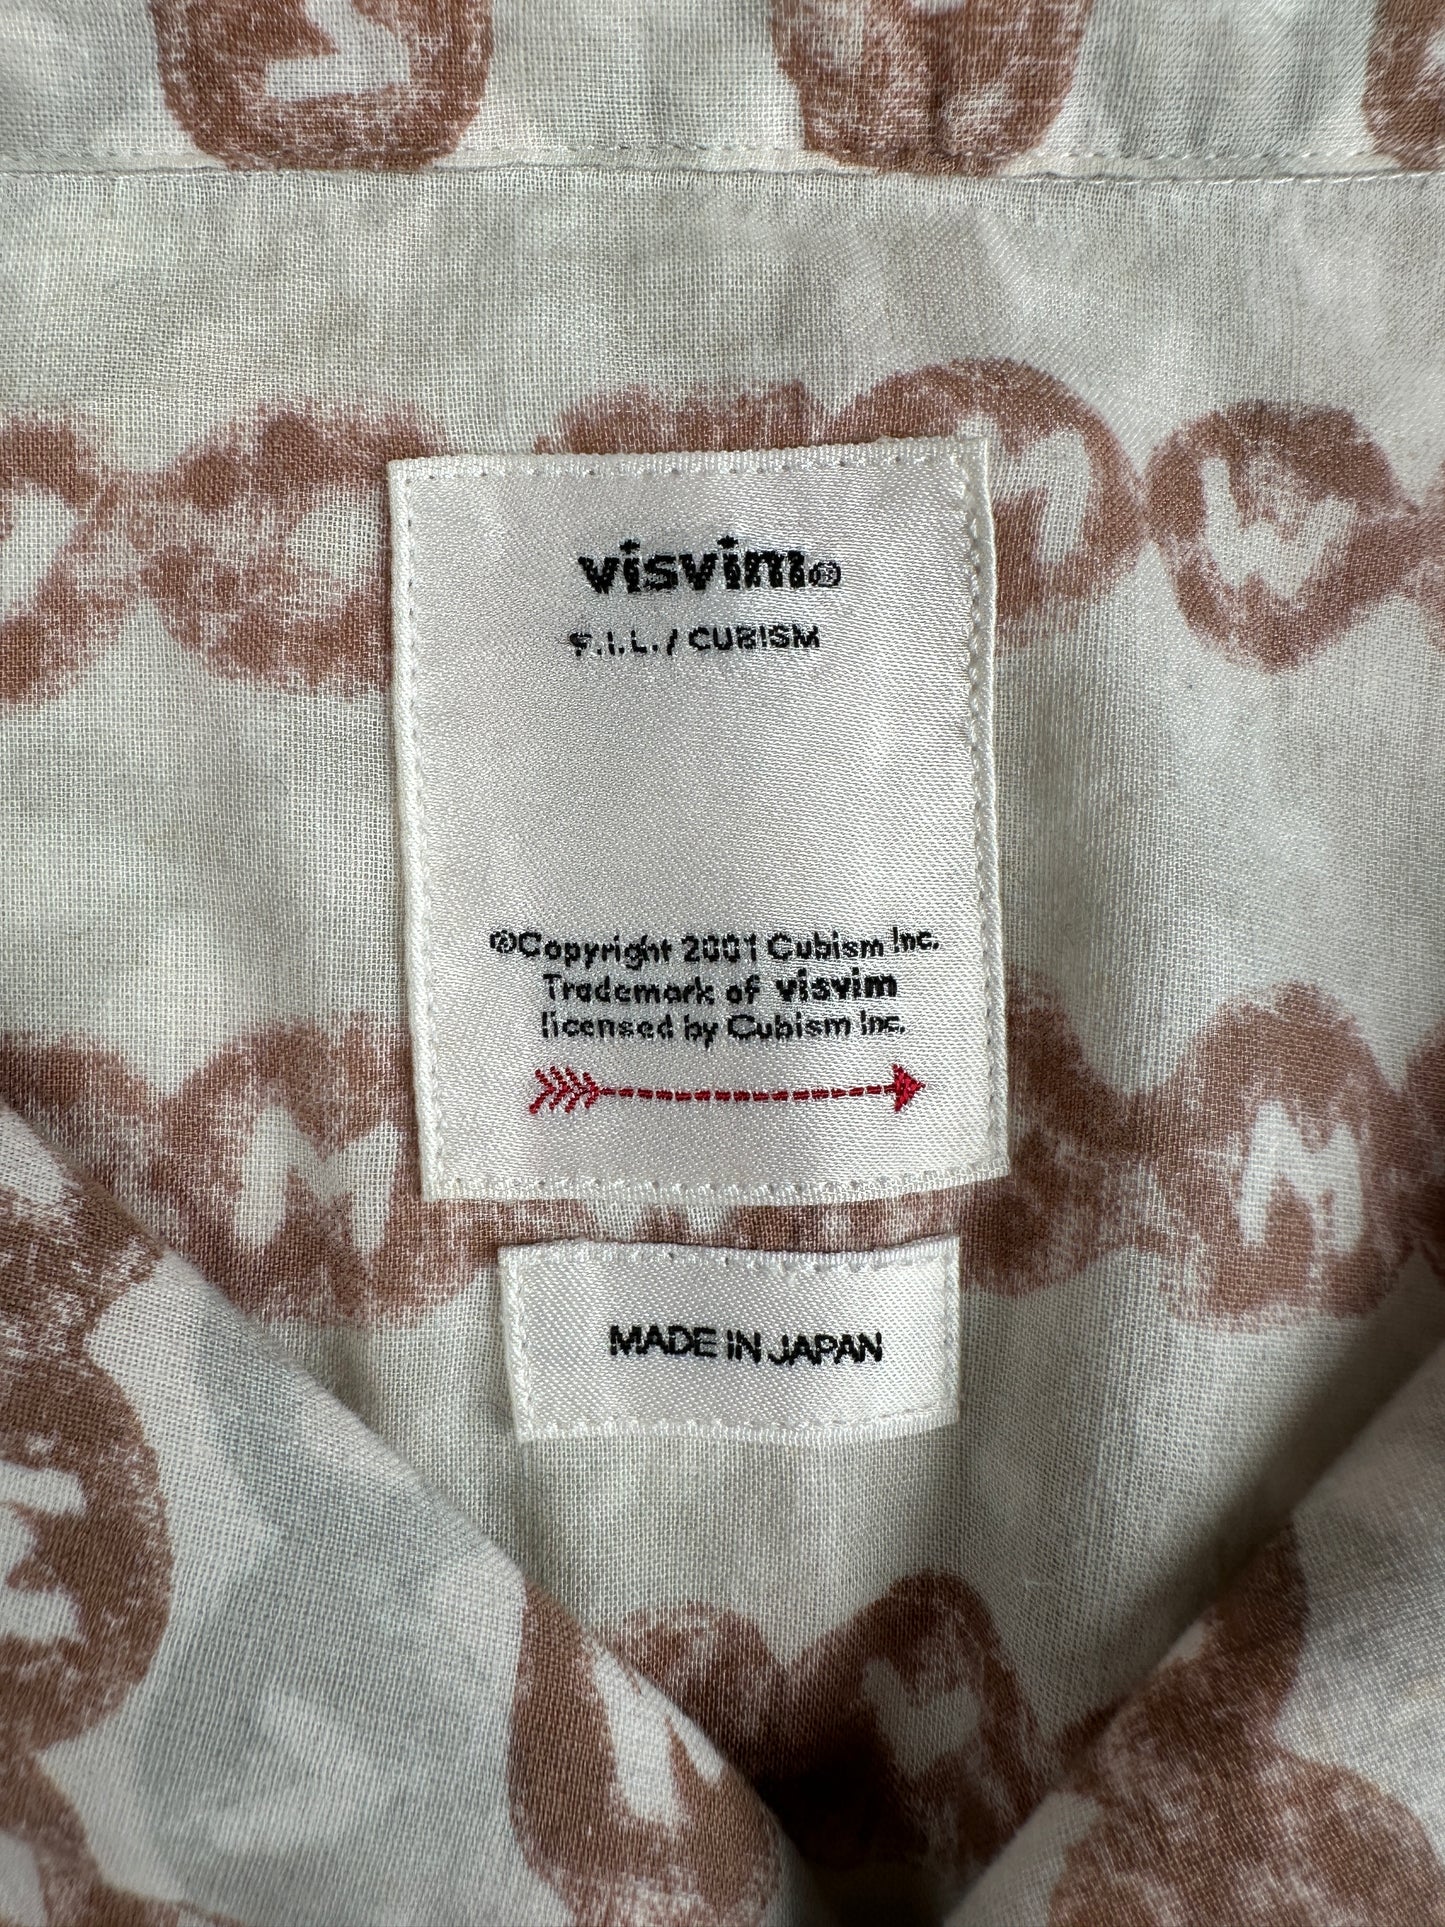 visvim®
F.I.L. / CUBISM
©Copyright 2001 Cubism Inc.
Trademark of visvim
licensed by Cubism Inc.
MADE IN JAPAN